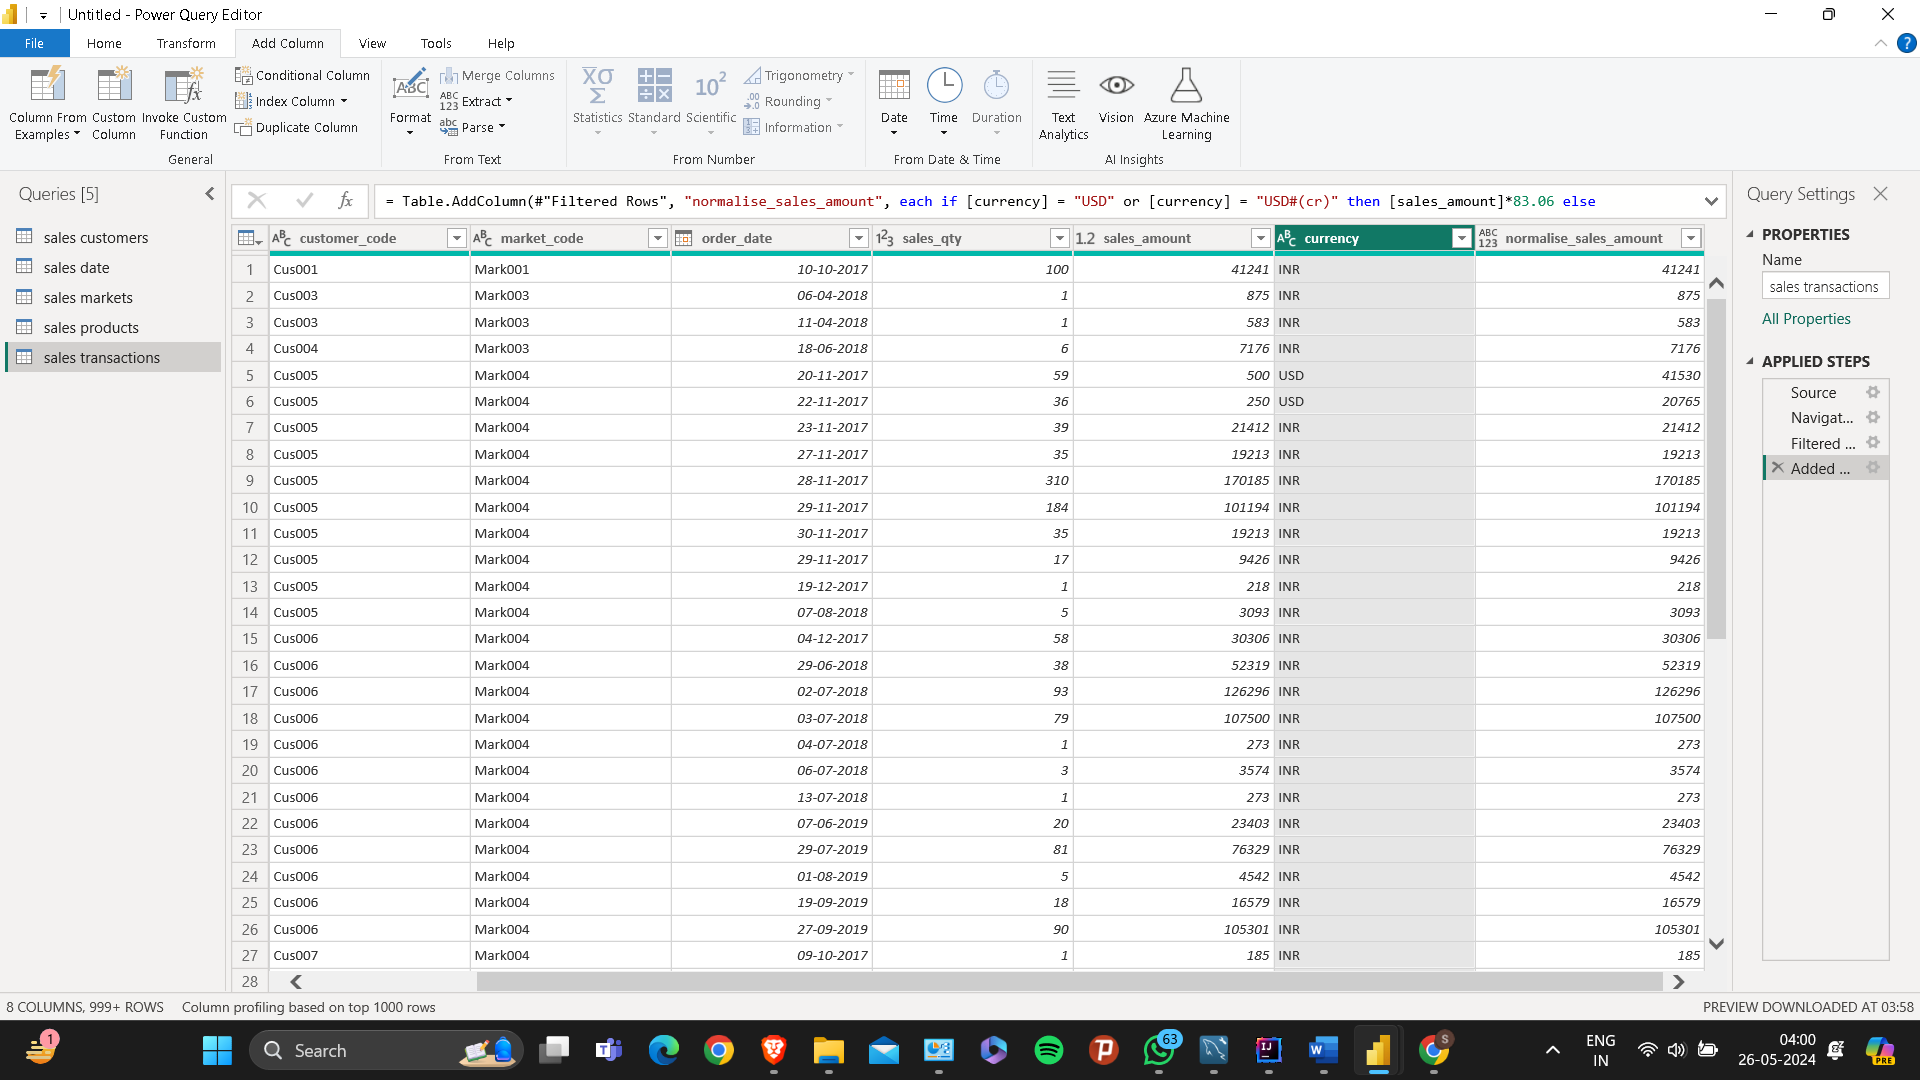 Untitled - Power Query Editor
File Home Transform Add Column View Tools Help
Column From Examples
Custom Column
Invoke Custom Function
Conditional Column
Index Column
Duplicate Column
General
Format
Merge Columns
Extract
Parse
From Text
Statistics
Standard
Scientific
Trigonometry
Rounding
Information
From Number
Date
Time
Duration
From Date & Time
Text Analytics
Vision
Azure Machine Learning
AI Insights
Queries [5]
sales customers
sales date
sales markets
sales products
sales transactions
= Table.AddColumn(#"Filtered Rows", "normalise_sales_amount", each if [currency] = "USD" or [currency] = "USD#(cr)" then [sales_amount]*83.06 else
customer_code market_code order_date sales_qty sales_amount currency normalise_sales_amount
1 Cus001 Mark001 10-10-2017 100 41241 INR 41241
2 Cus003 Mark003 06-04-2018 1 875 INR 875
3 Cus003 Mark003 11-04-2018 1 583 INR 583
4 Cus004 Mark003 18-06-2018 6 7176 INR 7176
5 Cus005 Mark004 20-11-2017 59 500 USD 41530
6 Cus005 Mark004 22-11-2017 36 250 USD 20765
7 Cus005 Mark004 23-11-2017 39 21412 INR 21412
8 Cus005 Mark004 27-11-2017 35 19213 INR 19213
9 Cus005 Mark004 28-11-2017 310 170185 INR 170185
10 Cus005 Mark004 29-11-2017 184 101194 INR 101194
11 Cus005 Mark004 30-11-2017 35 19213 INR 19213
12 Cus005 Mark004 29-11-2017 17 9426 INR 9426
13 Cus005 Mark004 19-12-2017 1 218 INR 218
14 Cus005 Mark004 07-08-2018 5 3093 INR 3093
15 Cus006 Mark004 04-12-2017 58 30306 INR 30306
16 Cus006 Mark004 29-06-2018 38 52319 INR 52319
17 Cus006 Mark004 02-07-2018 93 126296 INR 126296
18 Cus006 Mark004 03-07-2018 79 107500 INR 107500
19 Cus006 Mark004 04-07-2018 1 273 INR 273
20 Cus006 Mark004 06-07-2018 3 3574 INR 3574
21 Cus006 Mark004 13-07-2018 1 273 INR 273
22 Cus006 Mark004 07-06-2019 20 23403 INR 23403
23 Cus006 Mark004 29-07-2019 81 76329 INR 76329
24 Cus006 Mark004 01-08-2019 5 4542 INR 4542
25 Cus006 Mark004 19-09-2019 18 16579 INR 16579
26 Cus006 Mark004 27-09-2019 90 105301 INR 105301
27 Cus007 Mark004 09-10-2017 1 185 INR 185
28
Query Settings
PROPERTIES
Name
sales transactions
All Properties
APPLIED STEPS
Source
Navigat...
Filtered ...
Added ...
8 COLUMNS, 999+ ROWS Column profiling based on top 1000 rows
PREVIEW DOWNLOADED AT 03:58
1
Search
63
ENG
IN
04:00
26-05-2024
PRE